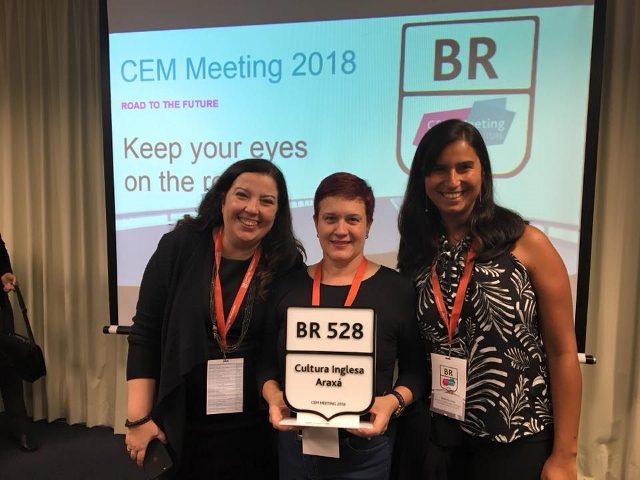 CEM Meeting 2018
ROAD TO THE FUTURE
Keep your eyes
on the
BR
BR 528
Cultura Inglesa
Araxá
CEM MEETING 2018
BR